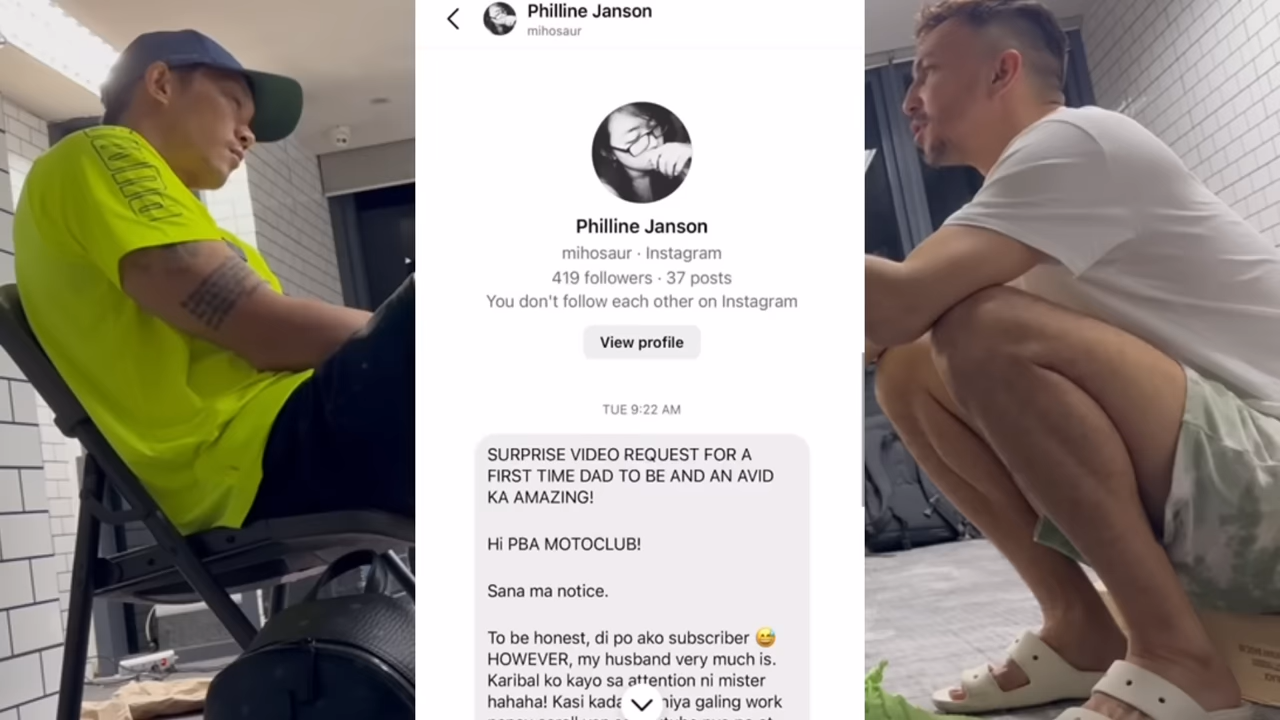 Philline Janson
mihosaur
Philline Janson
mihosaur · Instagram
419 followers · 37 posts
You don't follow each other on Instagram
View profile
TUE 9:22 AM
SURPRISE VIDEO REQUEST FOR A
FIRST TIME DAD TO BE AND AN AVID
KA AMAZING!
Hi PBA MOTOCLUB!
Sana ma notice.
To be honest, di po ako subscriber 😅
HOWEVER, my husband very much is.
Karibal ko kayo sa attention ni mister
hahaha! Kasi kada niya galing work